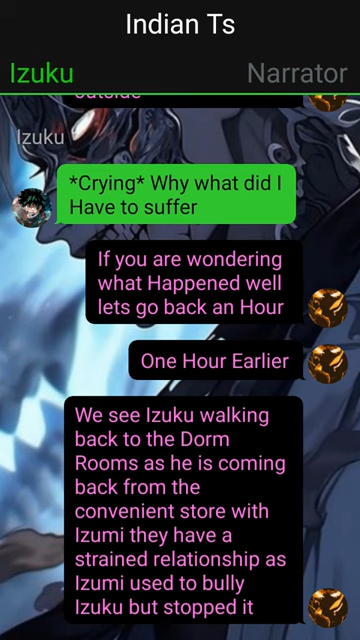 Indian Ts
Izuku
Narrator
outside
Izuku
*Crying* Why what did I
Have to suffer
If you are wondering
what Happened well
lets go back an Hour
One Hour Earlier
We see Izuku walking
back to the Dorm
Rooms as he is coming
back from the
convenient store with
Izumi they have a
strained relationship as
Izumi used to bully
Izuku but stopped it